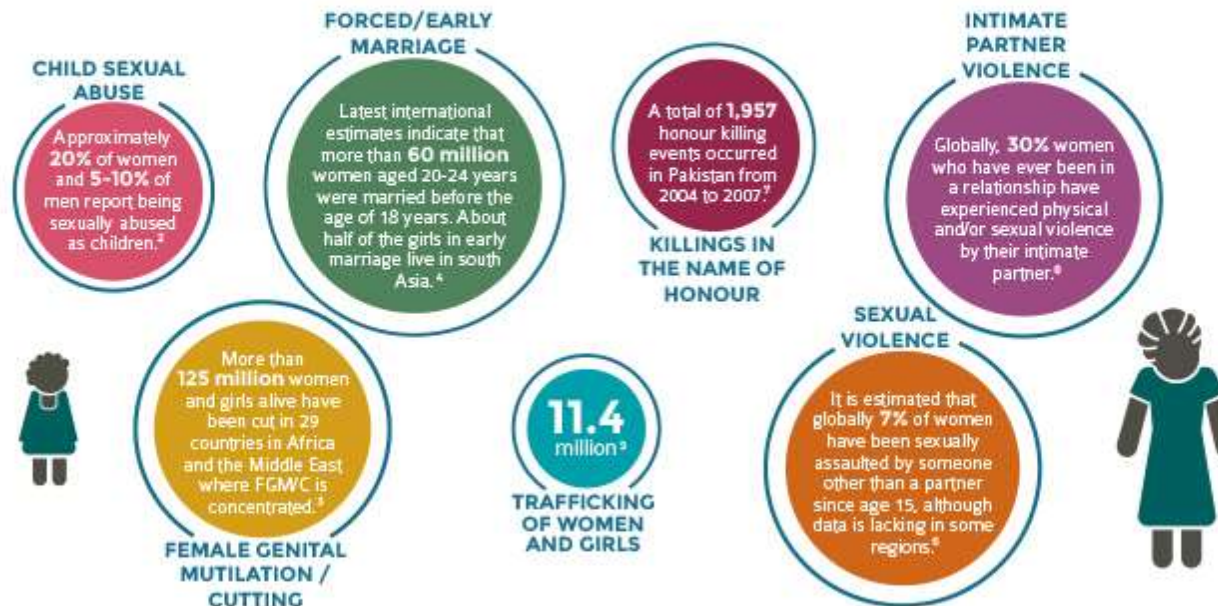 CHILD SEXUAL
ABUSE
Approximately
20% of women
and 5-10% of
men report being
sexually abused
as children.²
FORCED/EARLY
MARRIAGE
Latest international
estimates indicate that
more than 60 million
women aged 20-24 years
were married before the
age of 18 years. About
half of the girls in early
marriage live in south
Asia.⁴
A total of 1,957
honour killing
events occurred
in Pakistan from
2004 to 2007.⁷
KILLINGS IN
THE NAME OF
HONOUR
INTIMATE
PARTNER
VIOLENCE
Globally, 30% women
who have ever been in
a relationship have
experienced physical
and/or sexual violence
by their intimate
partner.
More than
125 million women
and girls alive have
been cut in 29
countries in Africa
and the Middle East
where FGM/C is
concentrated.³
FEMALE GENITAL
MUTILATION /
CUTTING
11.4
million
TRAFFICKING
OF WOMEN
AND GIRLS
SEXUAL
VIOLENCE
It is estimated that
globally 7% of women
have been sexually
assaulted by someone
other than a partner
since age 15, although
data is lacking in some
regions.